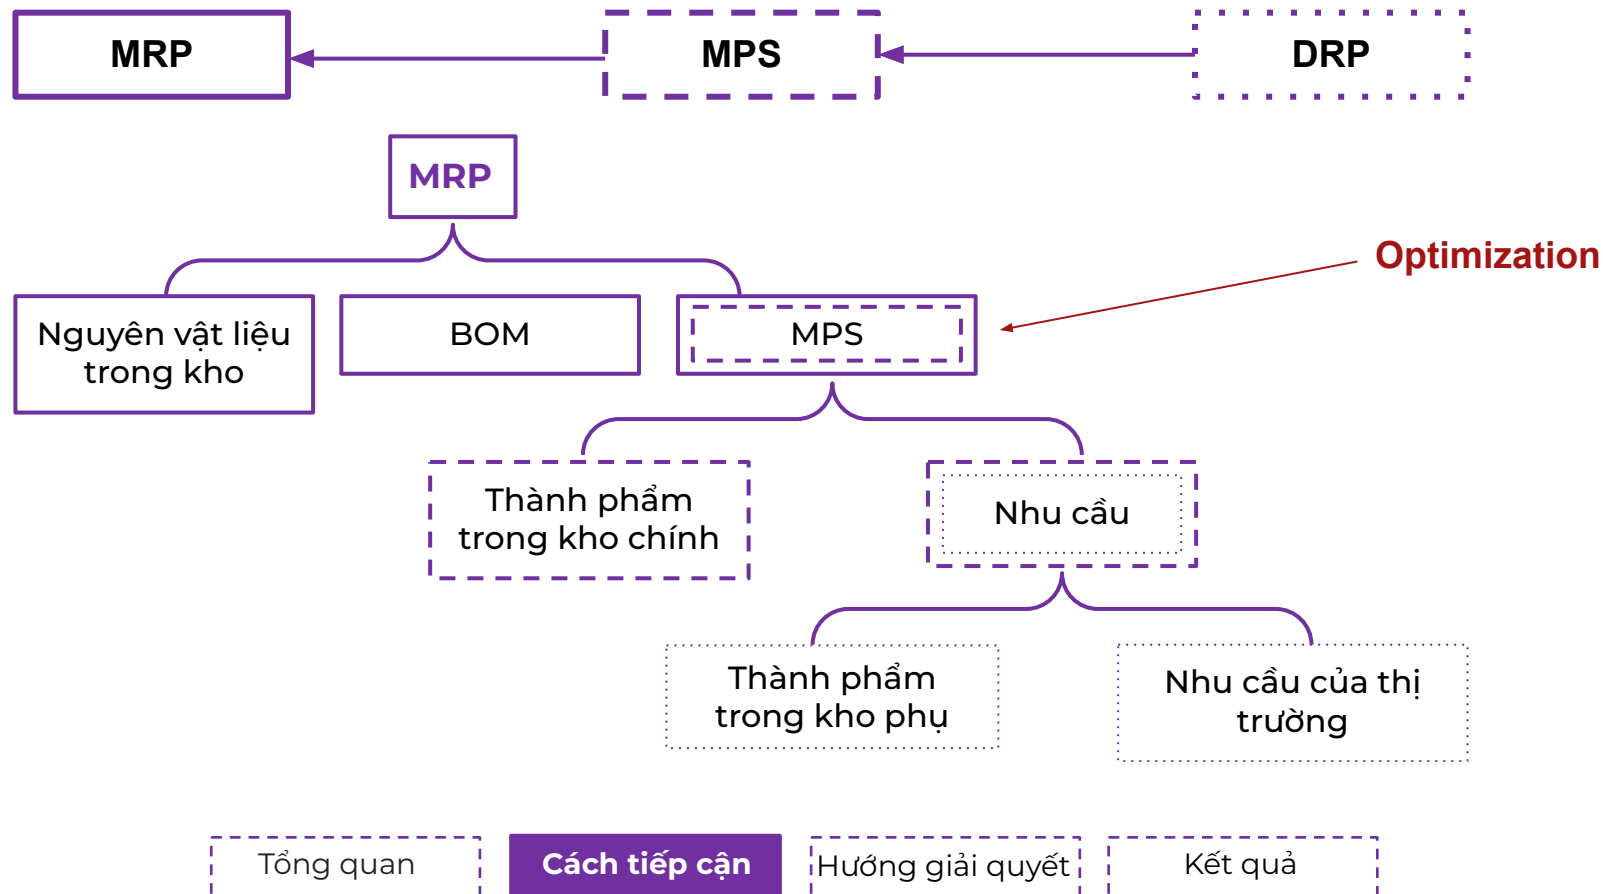 MRP
MPS
DRP
MRP
Optimization
Nguyên vật liệu
trong kho
BOM
MPS
Thành phẩm
trong kho chính
Nhu cầu
Thành phẩm
trong kho phụ
Nhu cầu của thị
trường
Tổng quan
Cách tiếp cận
Hướng giải quyết
Kết quả